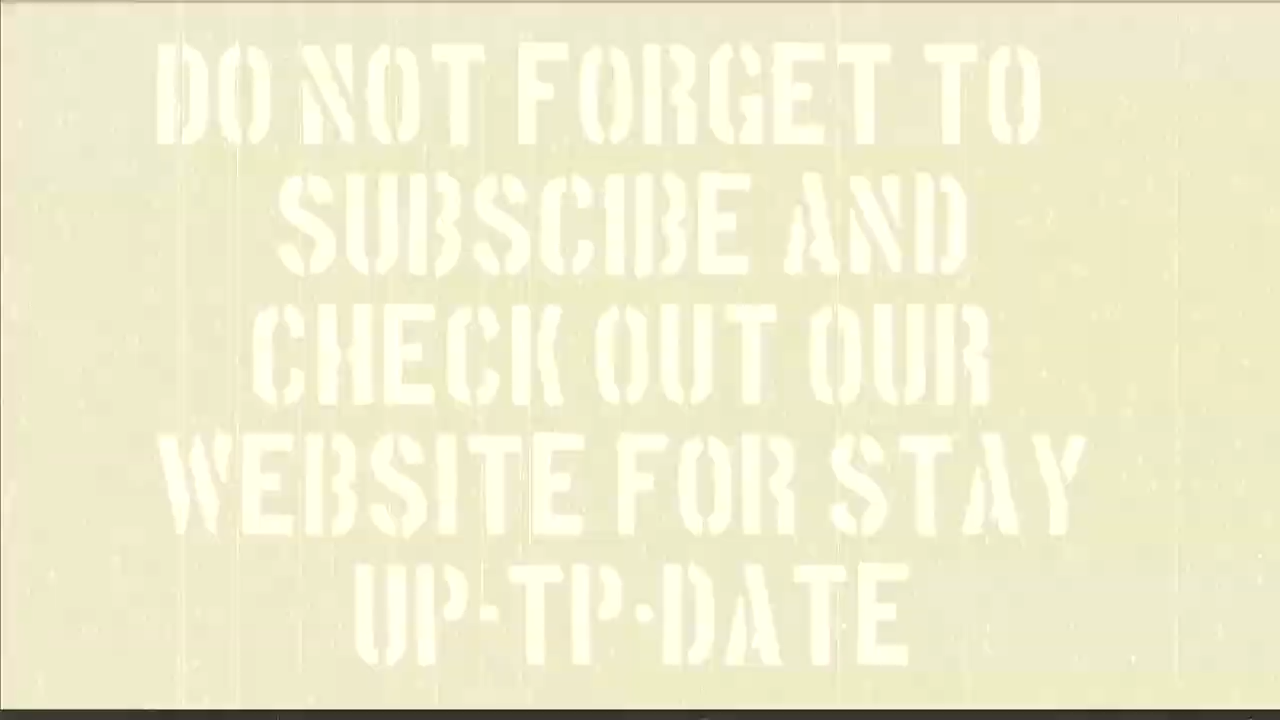 DO NOT FORGET TO
SUBSCIBE AND
CHECK OUT OUR
WEBSITE FOR STAY
UP-TP-DATE